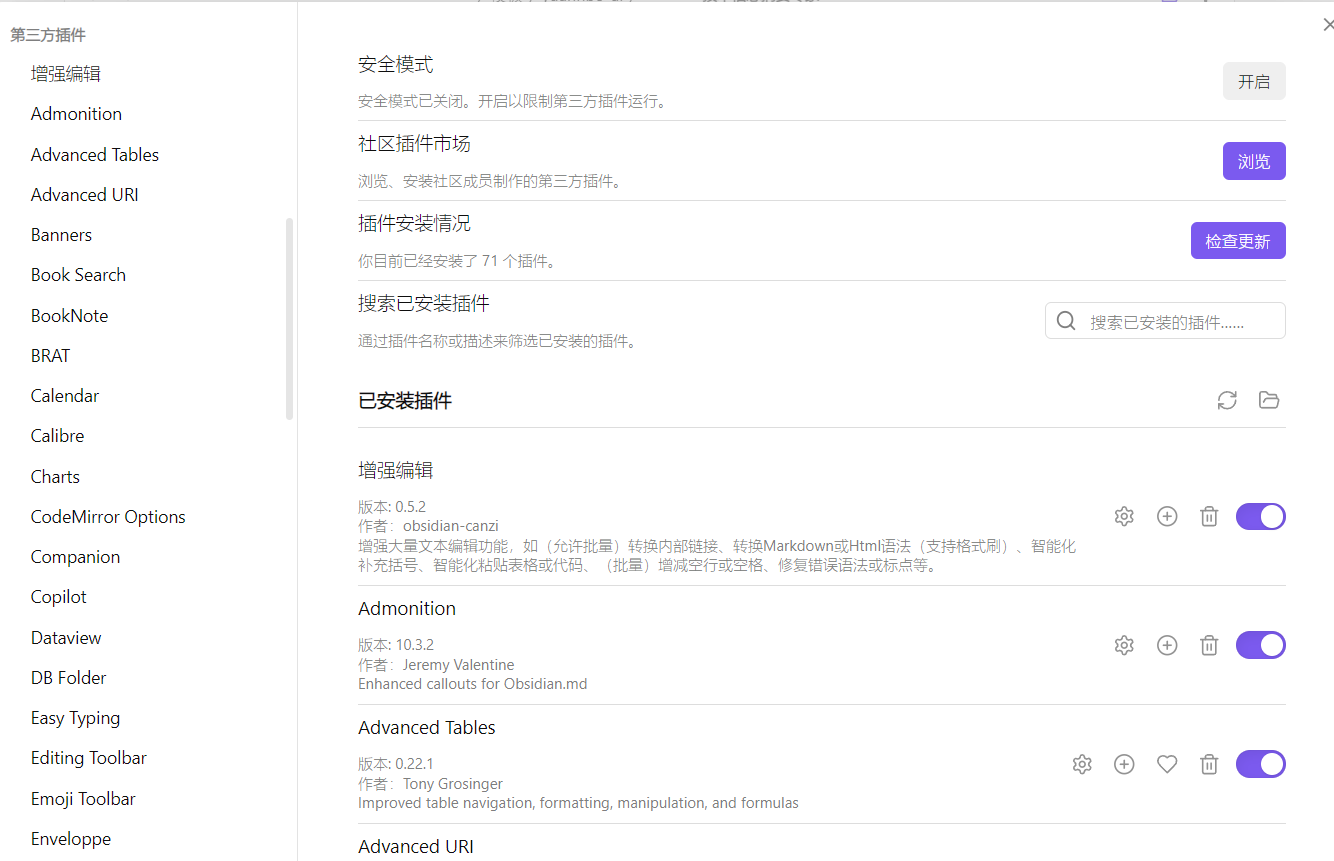 第三方插件
增强编辑
Admonition
Advanced Tables
Advanced URI
Banners
Book Search
BookNote
BRAT
Calendar
Calibre
Charts
CodeMirror Options
Companion
Copilot
Dataview
DB Folder
Easy Typing
Editing Toolbar
Emoji Toolbar
Enveloppe
安全模式
安全模式已关闭。开启以限制第三方插件运行。
开启
社区插件市场
浏览、安装社区成员制作的第三方插件。
浏览
插件安装情况
你目前已经安装了 71 个插件。
检查更新
搜索已安装插件
通过插件名称或描述来筛选已安装的插件。
搜索已安装的插件......
已安装插件
增强编辑
版本: 0.5.2
作者：obsidian-canzi
增强大量文本编辑功能，如（允许批量）转换内部链接、转换Markdown或Html语法（支持格式刷）、智能化
补充括号、智能化粘贴表格或代码、（批量）增减空行或空格、修复错误语法或标点等。
Admonition
版本: 10.3.2
作者：Jeremy Valentine
Enhanced callouts for Obsidian.md
Advanced Tables
版本: 0.22.1
作者：Tony Grosinger
Improved table navigation, formatting, manipulation, and formulas
Advanced URI